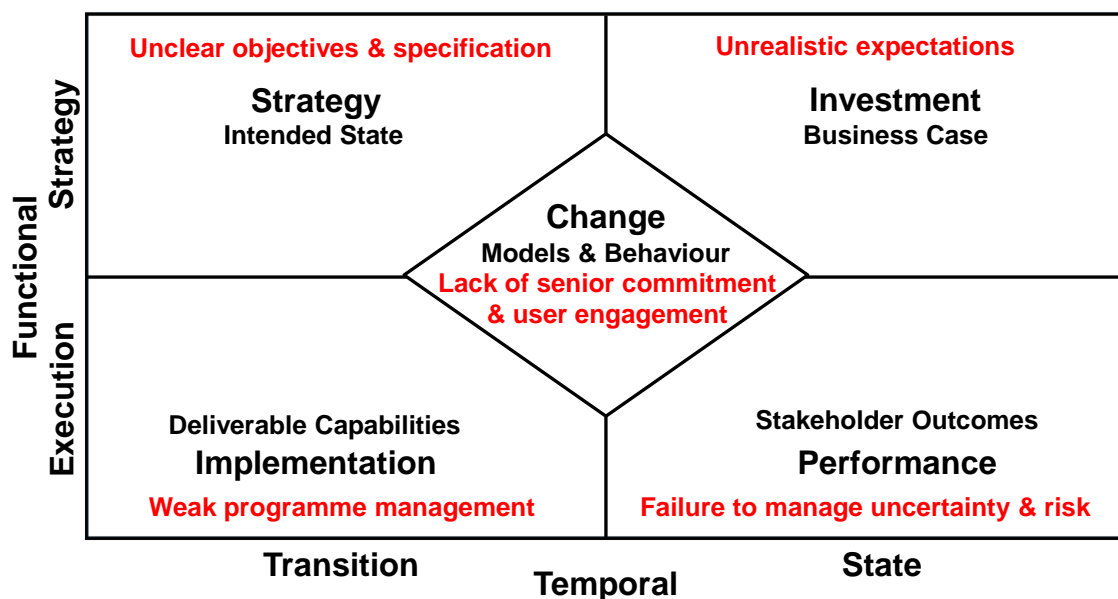 Unclear objectives & specification
Strategy
Intended State
Unrealistic expectations
Investment
Business Case
Change
Models & Behaviour
Lack of senior commitment
& user engagement
Deliverable Capabilities
Implementation
Weak programme management
Stakeholder Outcomes
Performance
Failure to manage uncertainty & risk
Functional
Strategy
Execution
Transition
Temporal
State